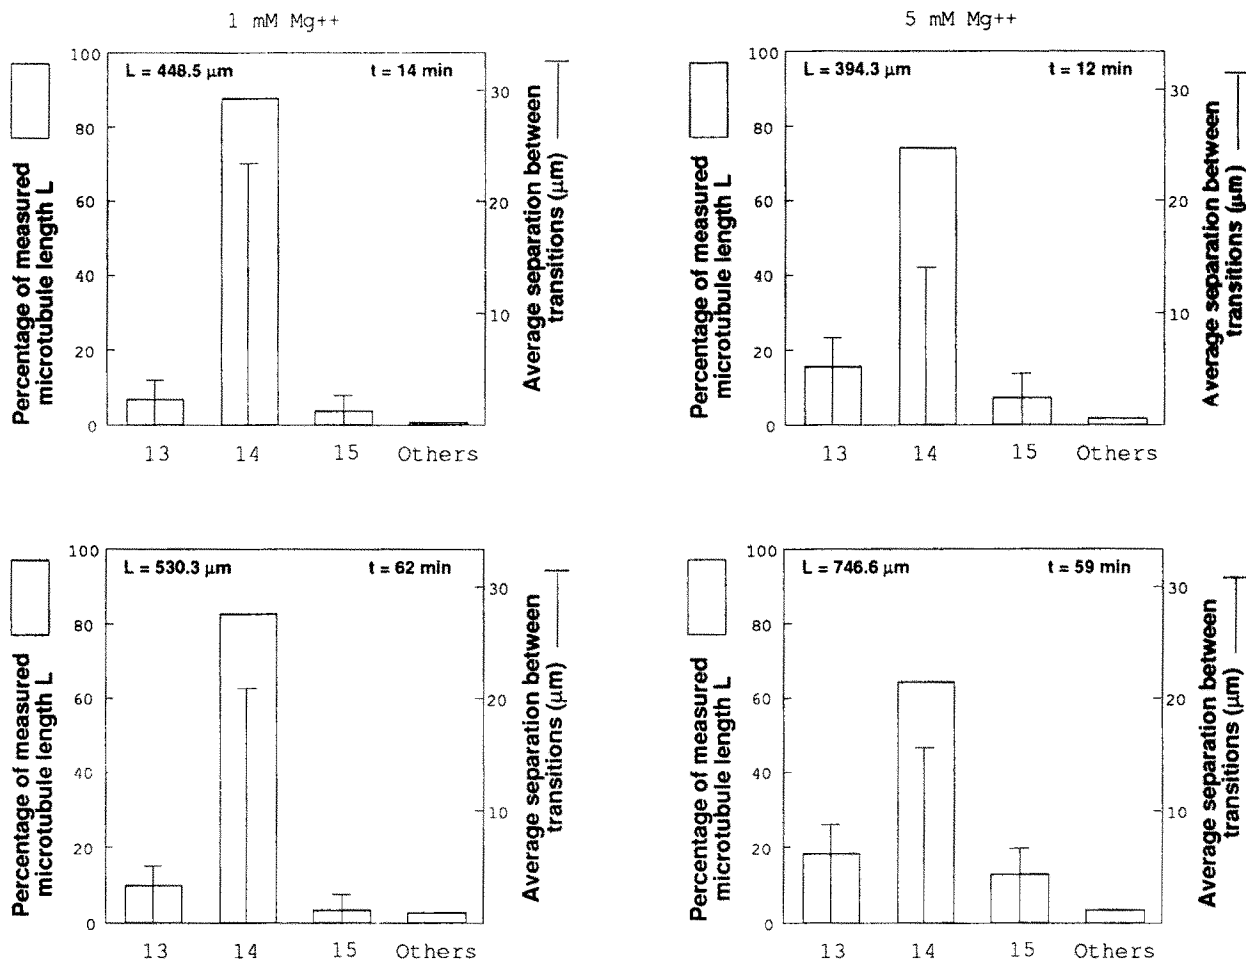 1 mM Mg++
5 mM Mg++
L = 448.5 μm
t = 14 min
100
80
60
40
20
0
30
20
10
13
14
15
Others
Percentage of measured
microtubule length L
Average separation between
transitions (μm)
L = 394.3 μm
t = 12 min
100
80
60
40
20
0
30
20
10
13
14
15
Others
Percentage of measured
microtubule length L
Average separation between
transitions (μm)
L = 530.3 μm
t = 62 min
100
80
60
40
20
0
30
20
10
13
14
15
Others
Percentage of measured
microtubule length L
Average separation between
transitions (μm)
L = 746.6 μm
t = 59 min
100
80
60
40
20
0
30
20
10
13
14
15
Others
Percentage of measured
microtubule length L
Average separation between
transitions (μm)